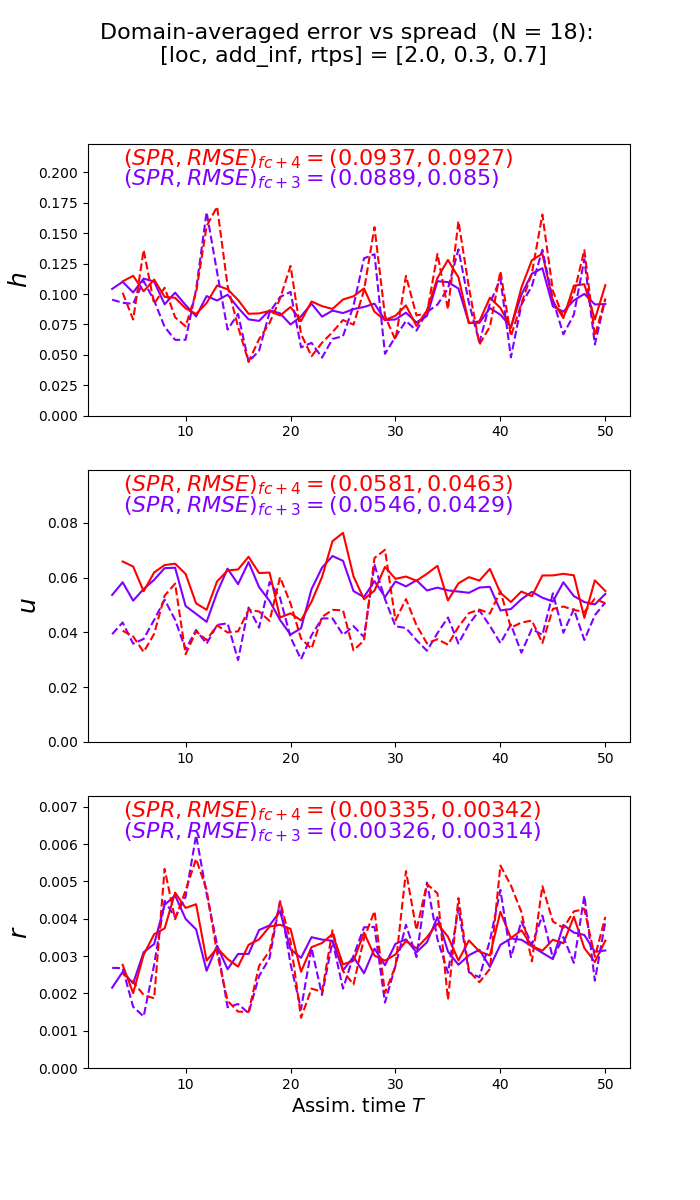 Domain-averaged error vs spread (N = 18):
[loc, add_inf, rtps] = [2.0, 0.3, 0.7]
(SPR, RMSE)fc+4 = (0.0937, 0.0927)
(SPR, RMSE)fc+3 = (0.0889, 0.085)
0.200
0.175
0.150
0.125
0.100
0.075
0.050
0.025
0.000
h
10 20 30 40 50
(SPR, RMSE)fc+4 = (0.0581, 0.0463)
(SPR, RMSE)fc+3 = (0.0546, 0.0429)
0.08
0.06
0.04
0.02
0.00
u
10 20 30 40 50
(SPR, RMSE)fc+4 = (0.00335, 0.00342)
(SPR, RMSE)fc+3 = (0.00326, 0.00314)
0.007
0.006
0.005
0.004
0.003
0.002
0.001
0.000
r
10 20 30 40 50
Assim. time T